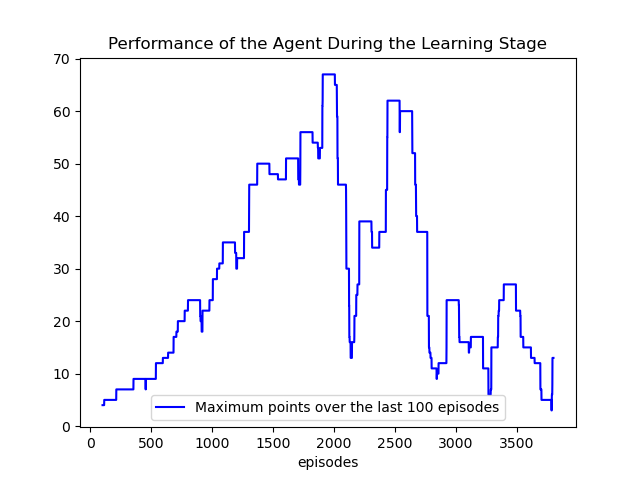 Performance of the Agent During the Learning Stage
70
60
50
40
30
20
10
0
Maximum points over the last 100 episodes
0 500 1000 1500 2000 2500 3000 3500
episodes